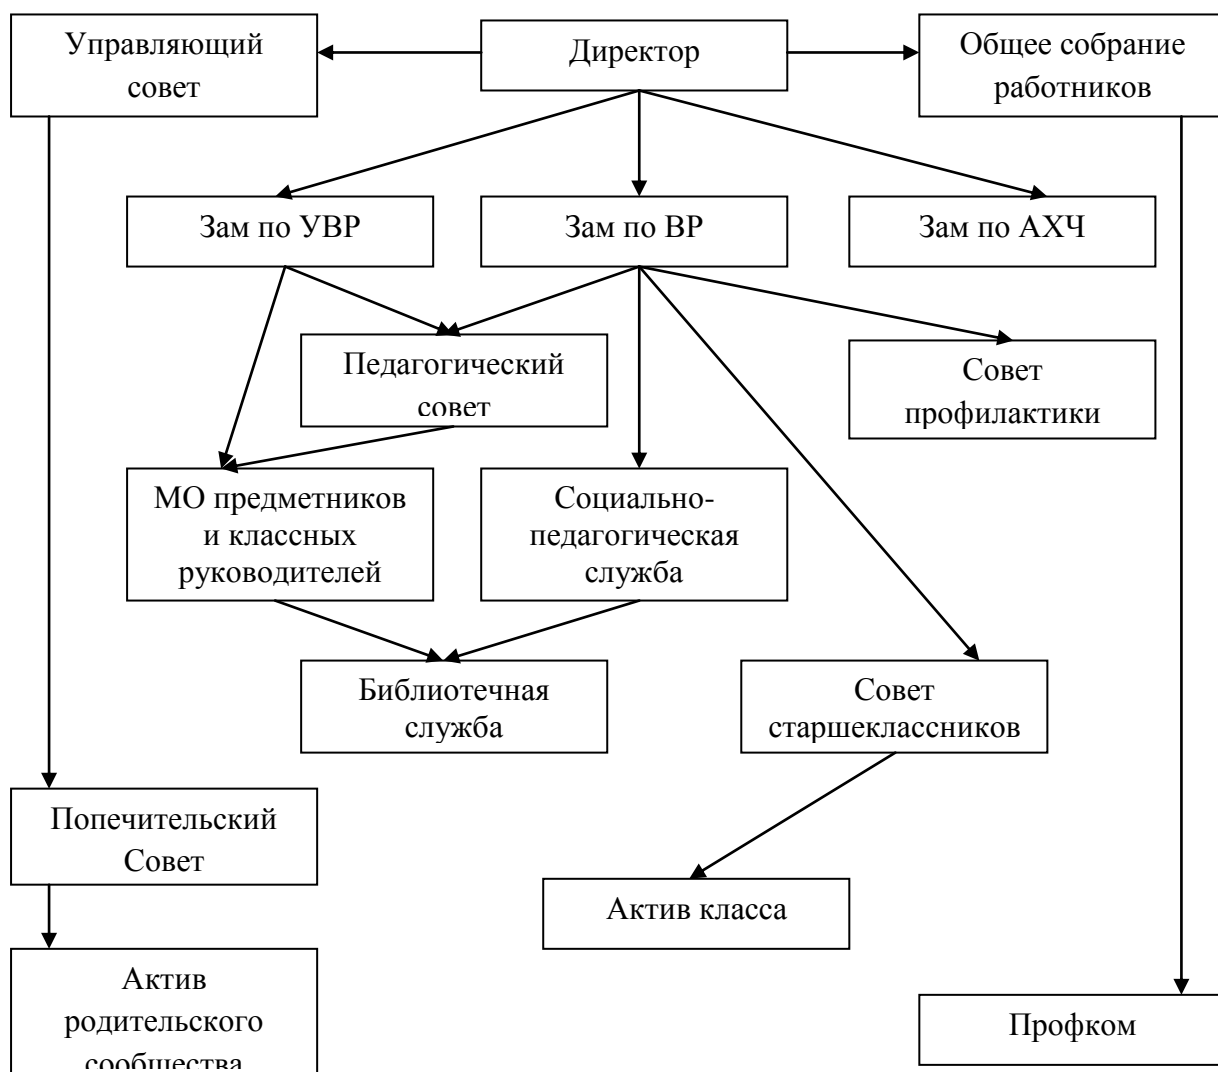 Управляющий
совет
Директор
Общее собрание
работников
Зам по УВР
Зам по ВР
Зам по АХЧ
Педагогический
совет
Совет
профилактики
МО предметников
и классных
руководителей
Социально-
педагогическая
служба
Библиотечная
служба
Совет
старшеклассников
Попечительский
Совет
Актив класса
Актив
родительского
сообщества
Профком